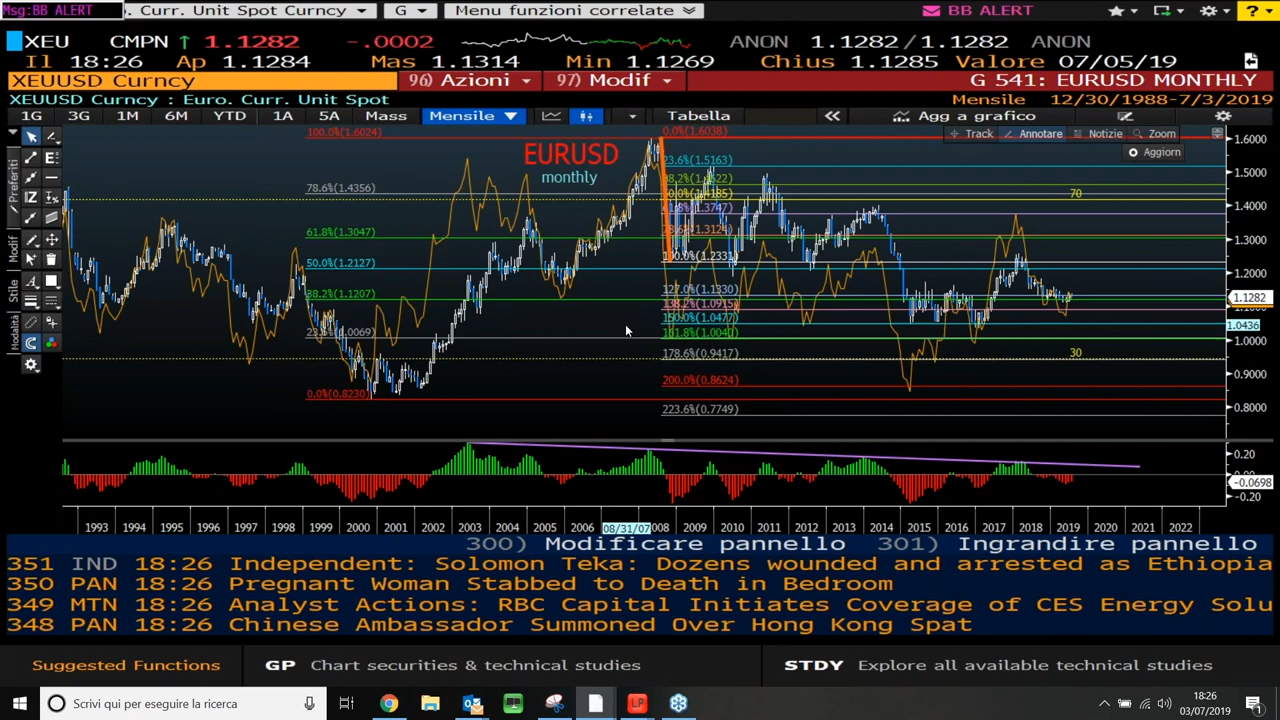 Msg:BB ALERT . Cur. Unit Spot Curncy G Menu funzioni correlate BB ALERT ?
XEU CMPN ↑ 1.1282 -.0002 ANON 1.1282/1.1282 ANON
Il 18:26 Ap 1.1284 Mas 1.1314 Min 1.1269 Chius 1.1285 Valore 07/05/19
XEUUSD Curncy 96) Azioni 97) Modif G 541: EURUSD MONTHLY
XEUUSD Curncy : Euro. Curr. Unit Spot Mensile 12/30/1988-7/3/2019
1G 3G 1M 6M YTD 1A 5A Mass Mensile Tabella Agg a grafico
Track Annotare Notizie Zoom
Aggiorn
Preferiti
Modif
Stile
Modalità
EURUSD
monthly
100.0%(1.6024)
78.6%(1.4356)
61.8%(1.3047)
50.0%(1.2127)
38.2%(1.1207)
0.0%(0.8230)
0.0%(1.6038)
23.6%(1.5163)
100.0%(1.2331)
127.0%(1.1330)
138.2%(1.0915)
150.0%(1.0477)
161.8%(1.0040)
178.6%(0.9417)
200.0%(0.8624)
223.6%(0.7749)
70
30
1.6000
1.5000
1.4000
1.3000
1.2000
1.1282
1.0436
1.0000
0.9000
0.8000
0.20
-0.0698
-0.20
1993 1994 1995 1996 1997 1998 1999 2000 2001 2002 2003 2004 2005 2006 08/31/07 2008 2009 2010 2011 2012 2013 2014 2015 2016 2017 2018 2019 2020 2021 2022
300) Modificare pannello 301) Ingrandire pannello
351 IND 18:26 Independent: Solomon Teka: Dozens wounded and arrested as Ethiopia
350 PAN 18:26 Pregnant Woman Stabbed to Death in Bedroom
349 MTN 18:26 Analyst Actions: RBC Capital Initiates Coverage of CES Energy Solu
348 PAN 18:26 Chinese Ambassador Summoned Over Hong Kong Spat
Suggested Functions GP Chart securities & technical studies STDY Explore all available technical studies
Scrivi qui per eseguire la ricerca
18:26
03/07/2019